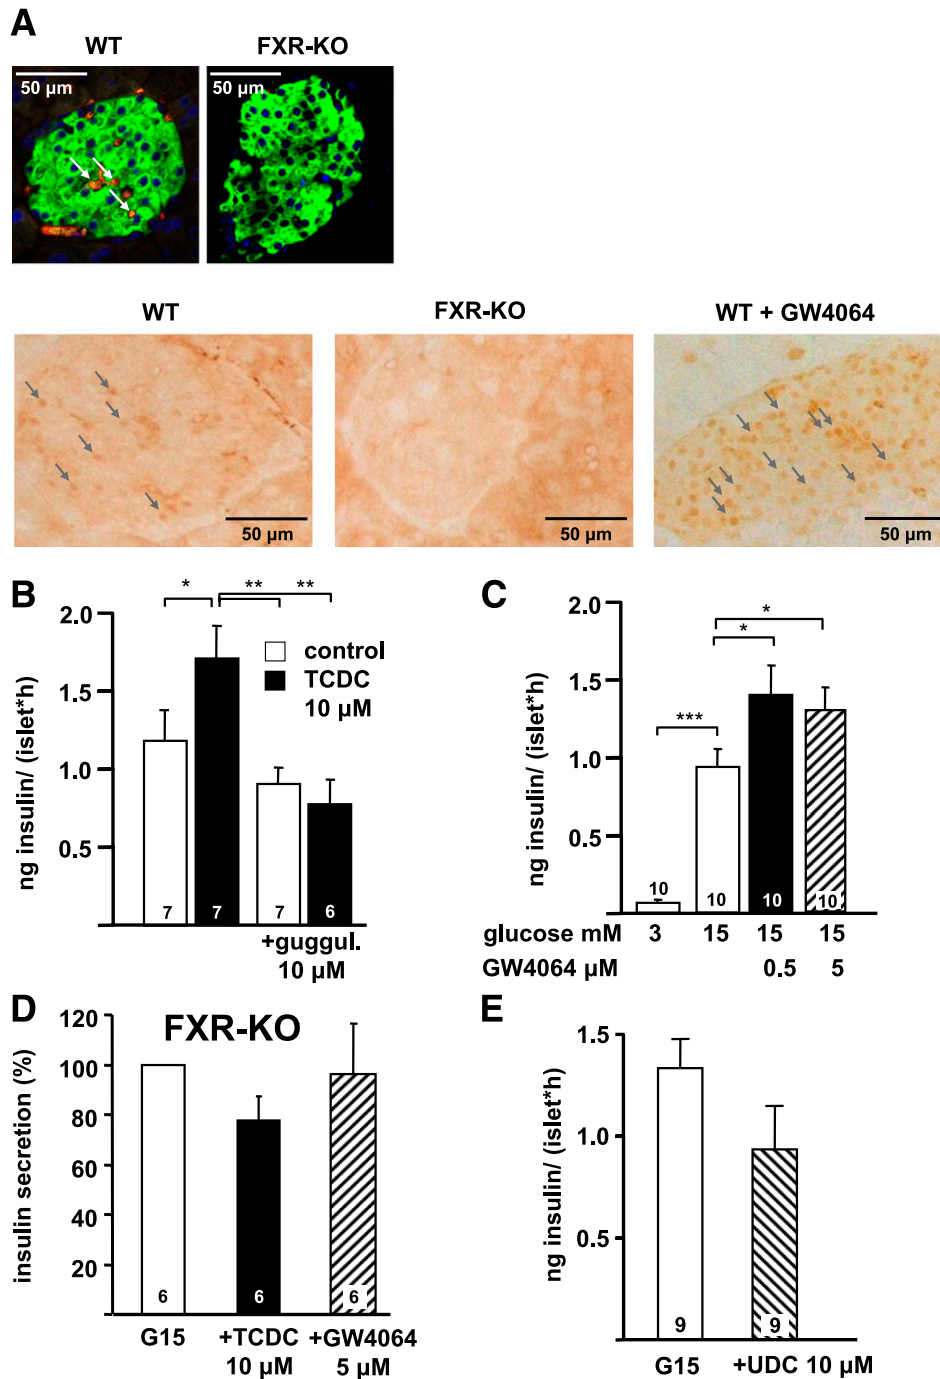 A
WT
FXR-KO
50 µm
50 µm
WT
FXR-KO
WT + GW4064
50 µm
50 µm
50 µm
B
ng insulin/ (islet*h)
2.0
1.5
1.0
0.5
*
**
**
control
TCDC
10 µM
7
7
7
6
+guggul.
10 µM
C
ng insulin/ (islet*h)
2.0
1.5
1.0
0.5
***
*
*
10
10
10
10
glucose mM 3 15 15 15
GW4064 µM 0.5 5
D
FXR-KO
insulin secretion (%)
120
100
80
60
40
20
6
6
6
G15 +TCDC +GW4064
10 µM 5 µM
E
ng insulin/ (islet*h)
1.5
1.0
0.5
9
9
G15 +UDC 10 µM